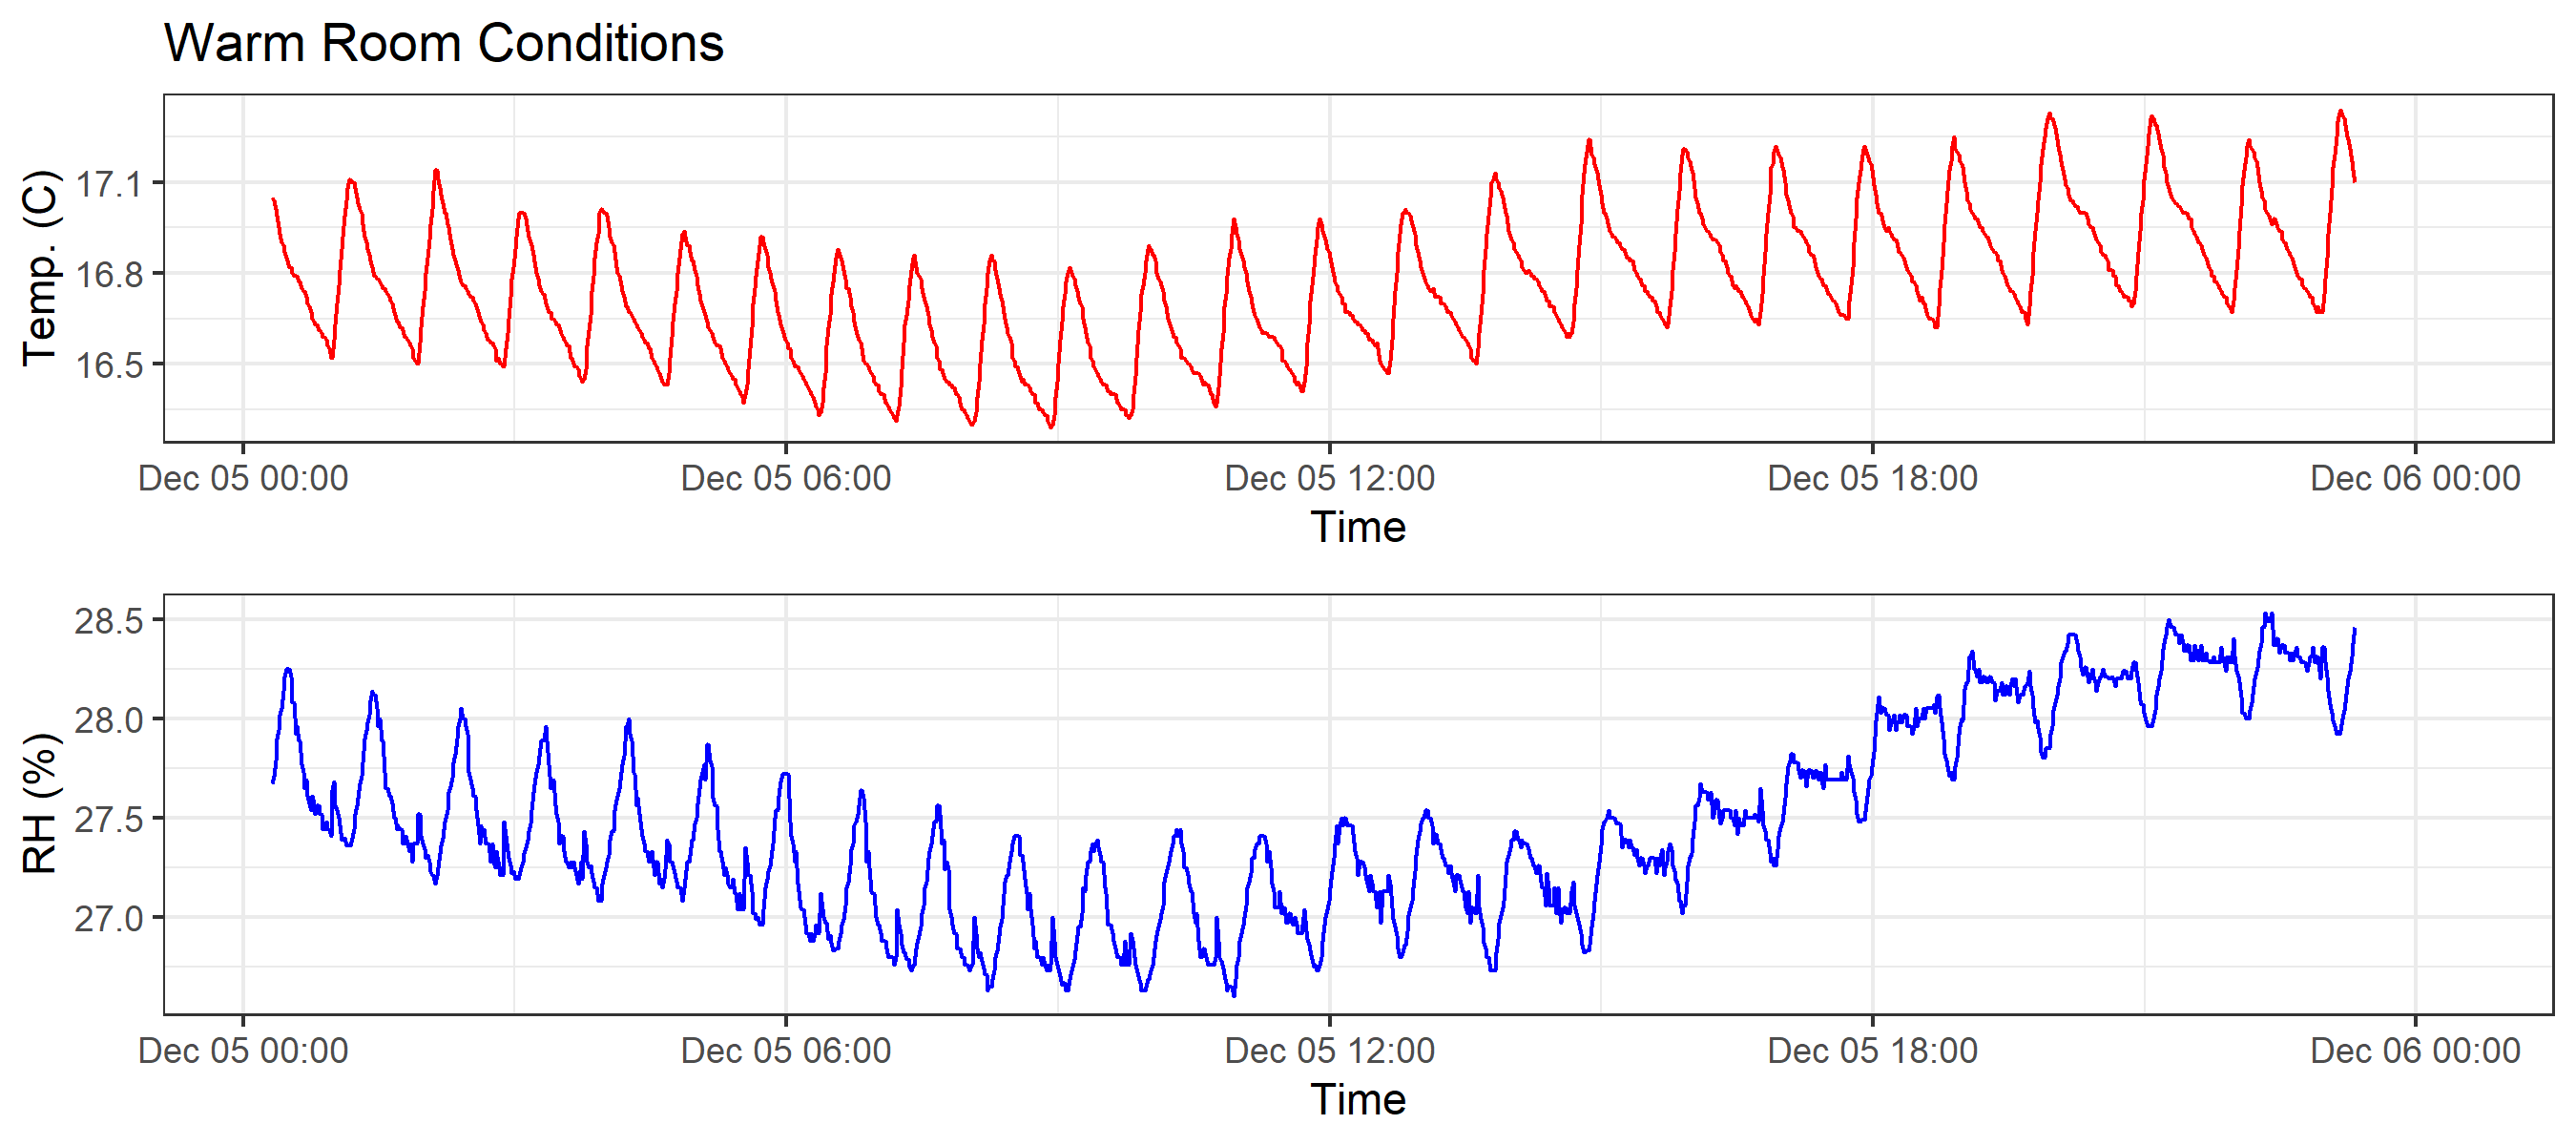 Warm Room Conditions
Temp. (C)
17.1
16.8
16.5
Dec 05 00:00 Dec 05 06:00 Dec 05 12:00 Dec 05 18:00 Dec 06 00:00
Time
RH (%)
28.5
28.0
27.5
27.0
Dec 05 00:00 Dec 05 06:00 Dec 05 12:00 Dec 05 18:00 Dec 06 00:00
Time